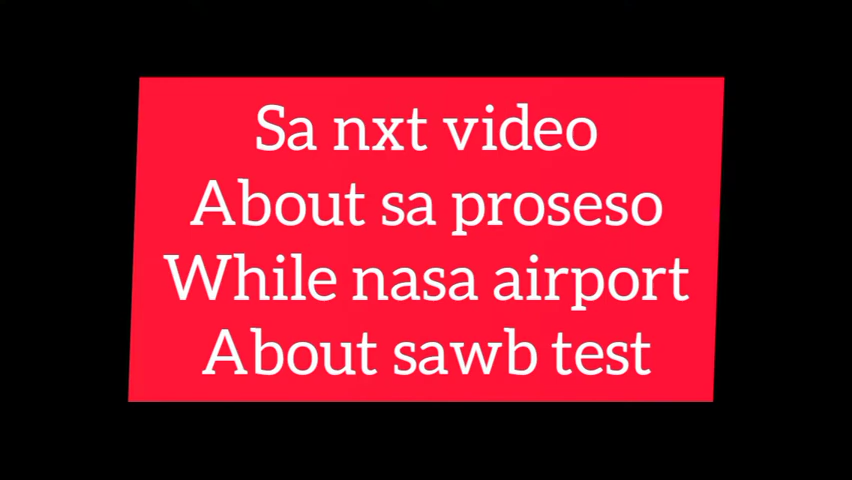 Sa nxt video
About sa proseso
While nasa airport
About sawb test